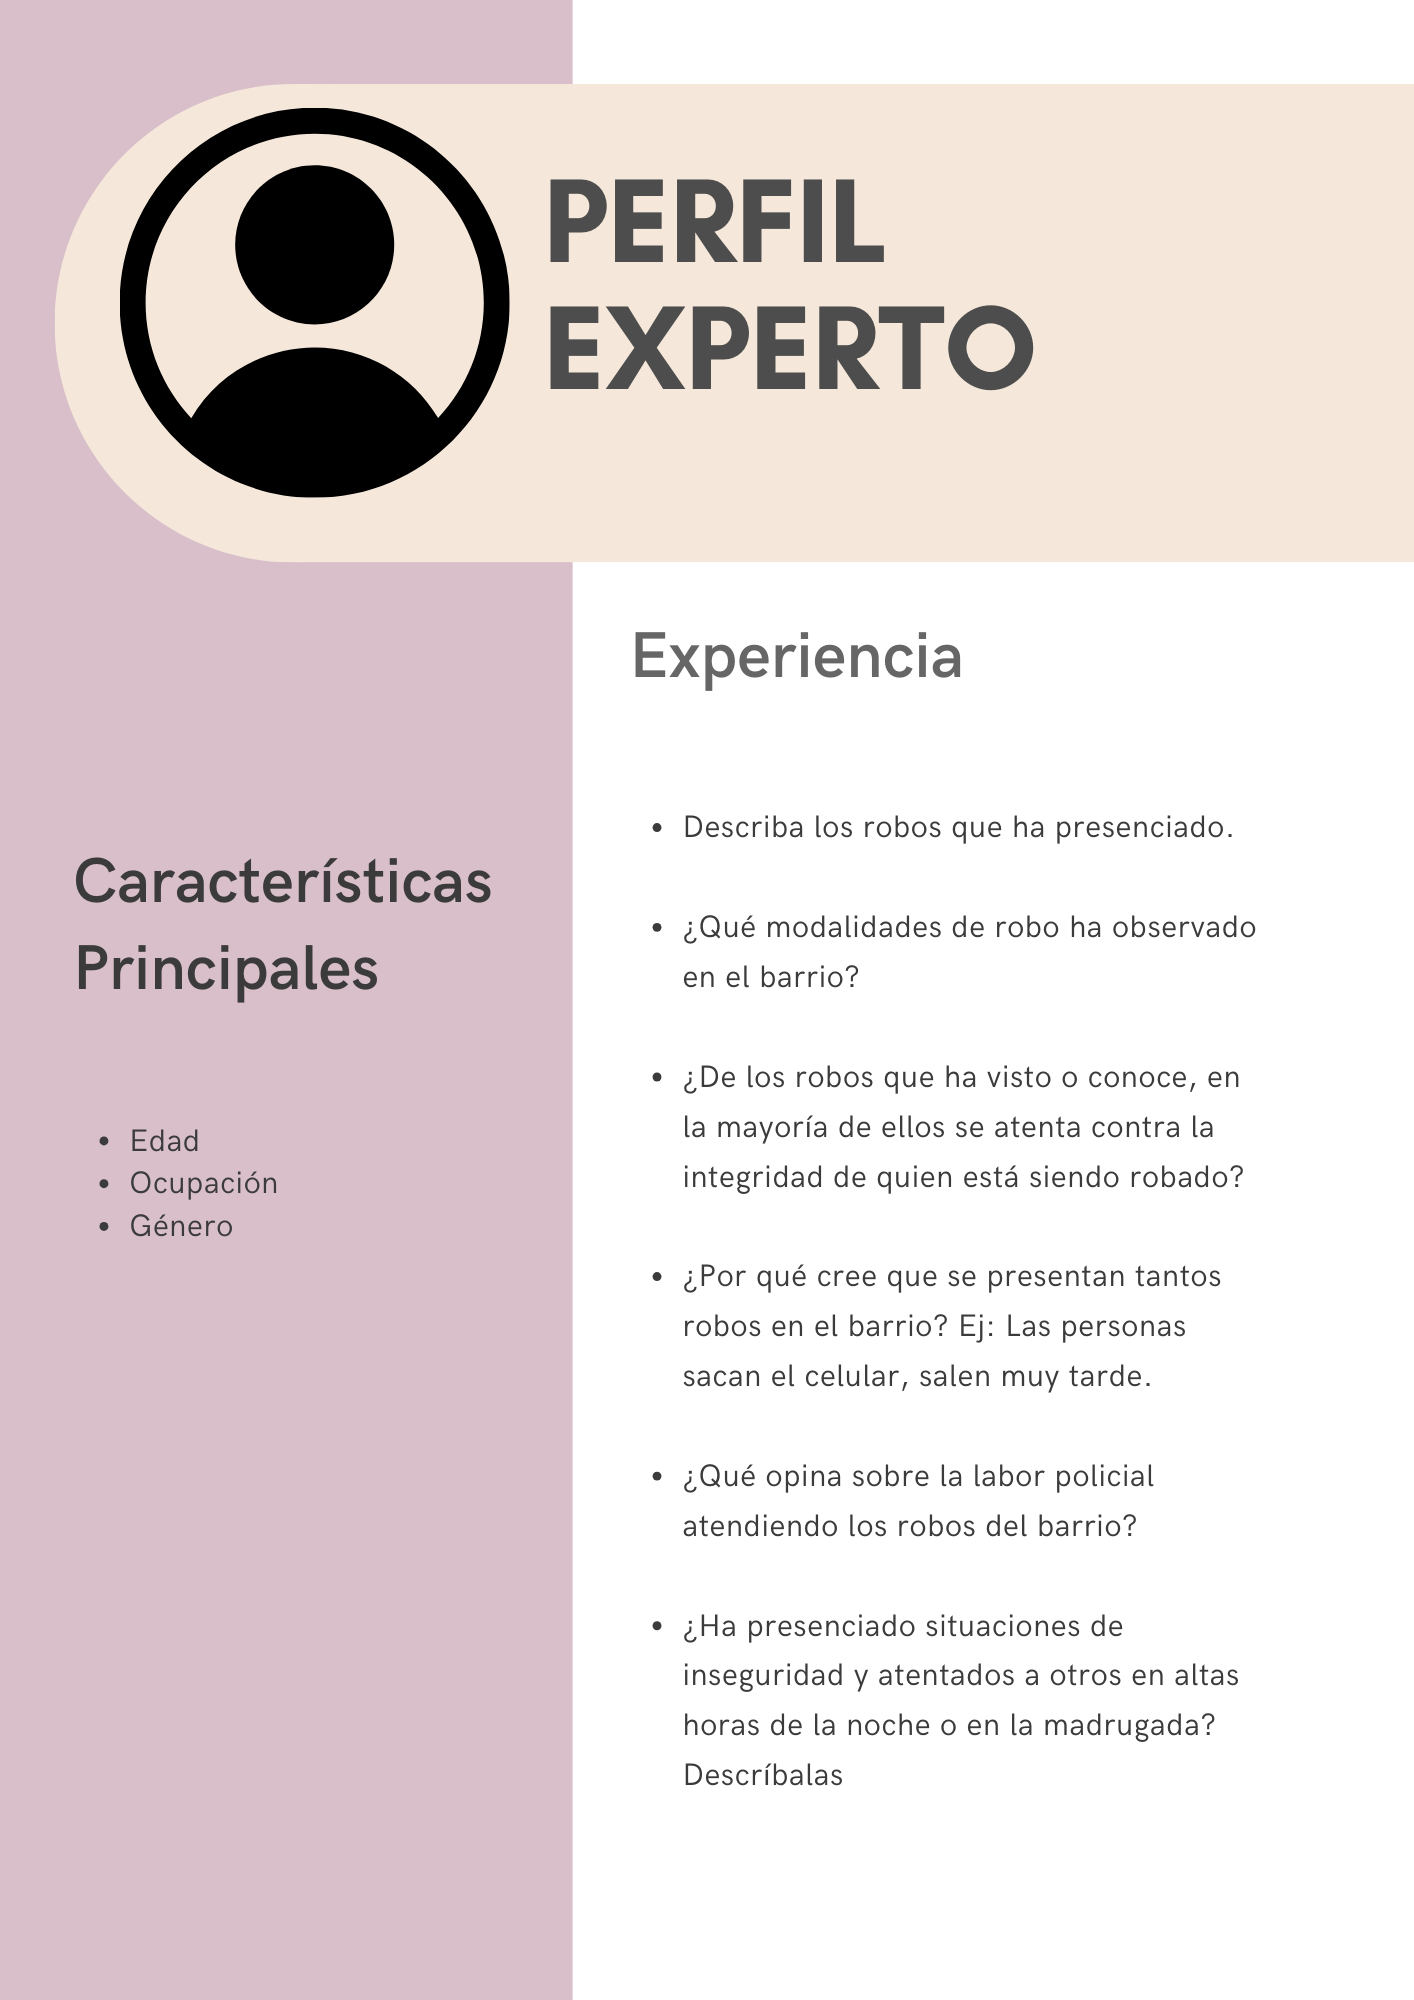 PERFIL
EXPERTO
Características
Principales
• Edad
• Ocupación
• Género
Experiencia
• Describa los robos que ha presenciado.
• ¿Qué modalidades de robo ha observado
en el barrio?
• ¿De los robos que ha visto o conoce, en
la mayoría de ellos se atenta contra la
integridad de quien está siendo robado?
• ¿Por qué cree que se presentan tantos
robos en el barrio? Ej: Las personas
sacan el celular, salen muy tarde.
• ¿Qué opina sobre la labor policial
atendiendo los robos del barrio?
• ¿Ha presenciado situaciones de
inseguridad y atentados a otros en altas
horas de la noche o en la madrugada?
Descríbalas